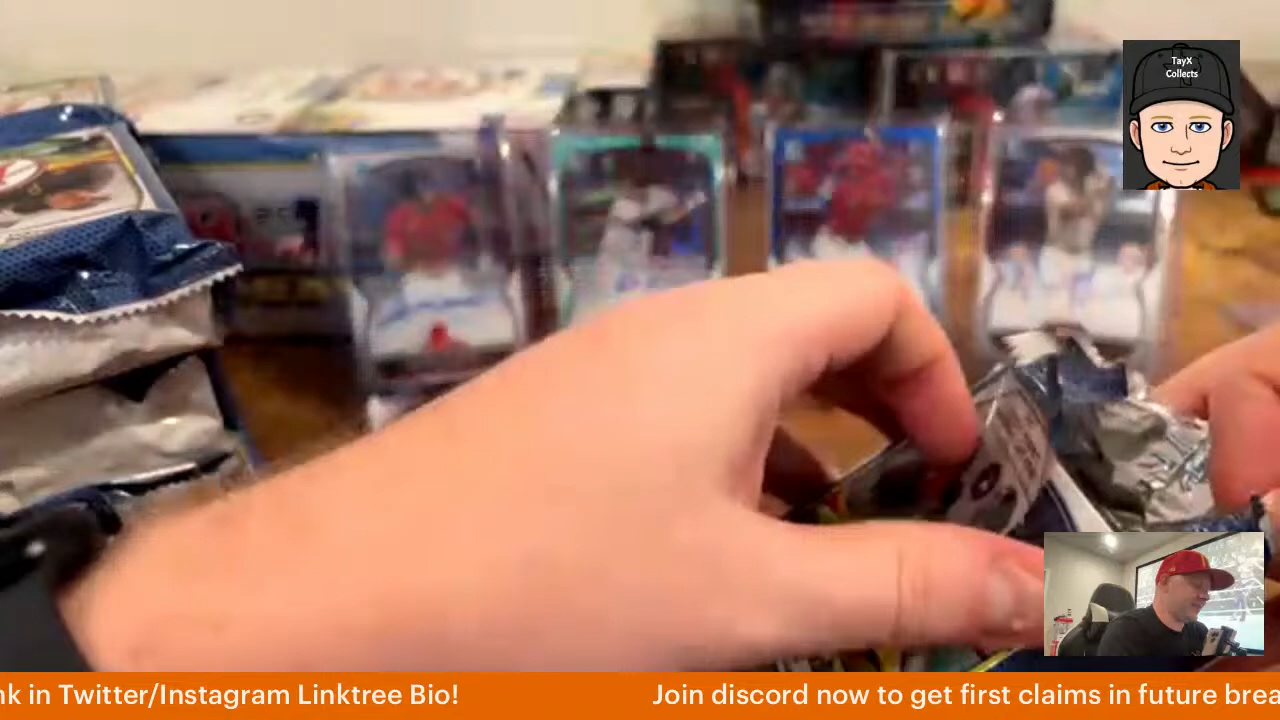 TayX
Collects
nk in Twitter/Instagram Linktree Bio!
Join discord now to get first claims in future brea